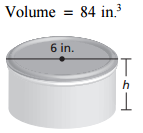 Volume = 84 in.³
6 in.
h